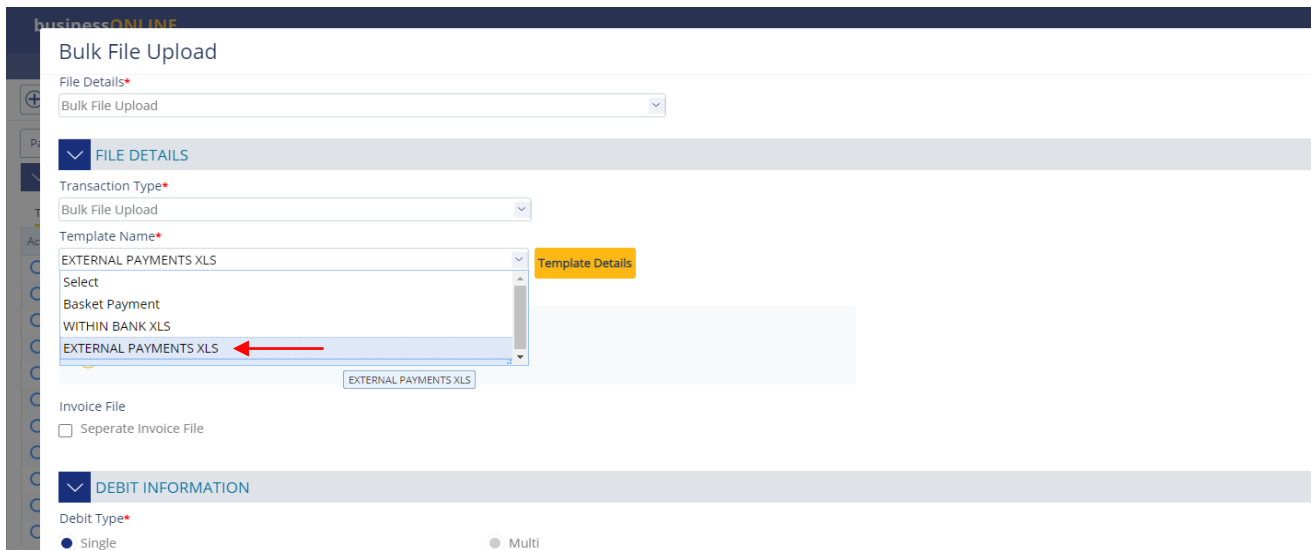 businessONLINE
Bulk File Upload
File Details*
Bulk File Upload
FILE DETAILS
Transaction Type*
Bulk File Upload
Template Name*
EXTERNAL PAYMENTS XLS
Template Details
Select
Basket Payment
WITHIN BANK XLS
EXTERNAL PAYMENTS XLS
EXTERNAL PAYMENTS XLS
Invoice File
Seperate Invoice File
DEBIT INFORMATION
Debit Type*
Single Multi